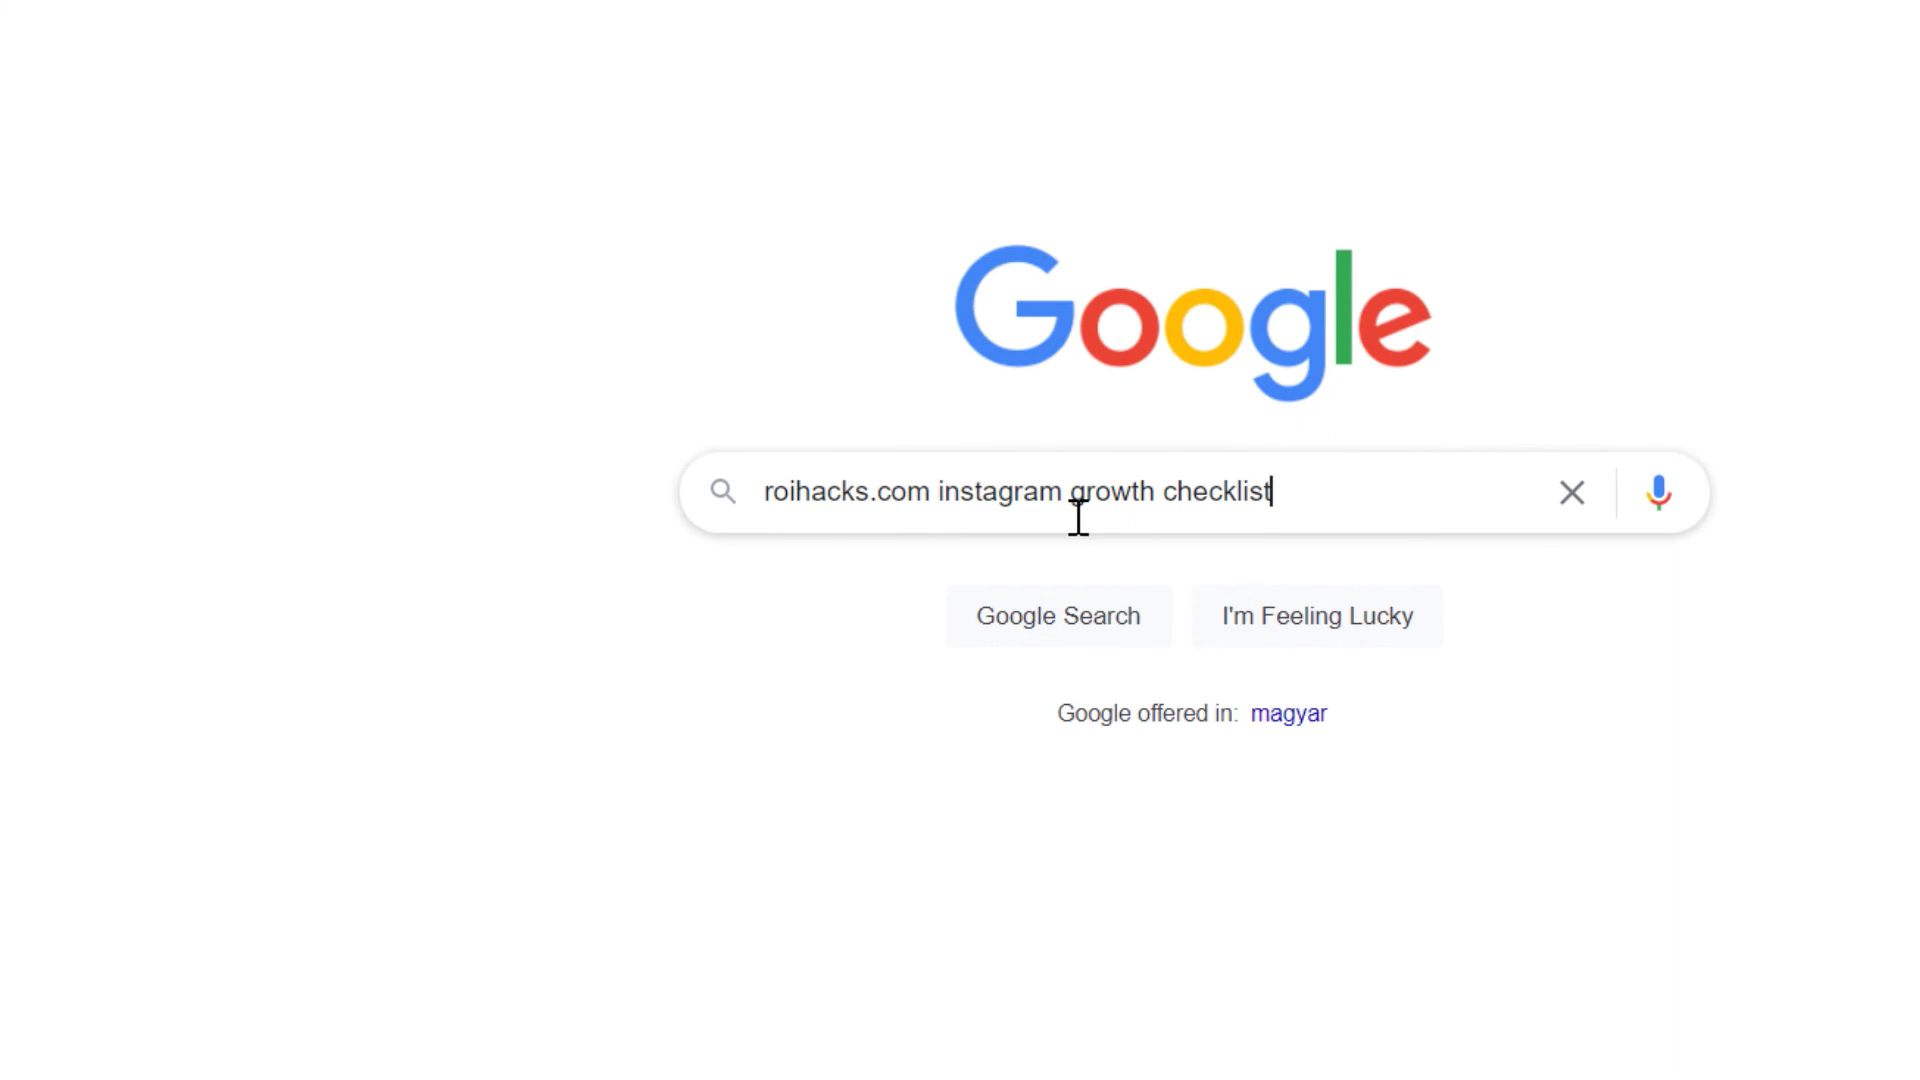 Google
roihacks.com instagram growth checklist
Google Search
I'm Feeling Lucky
Google offered in: magyar